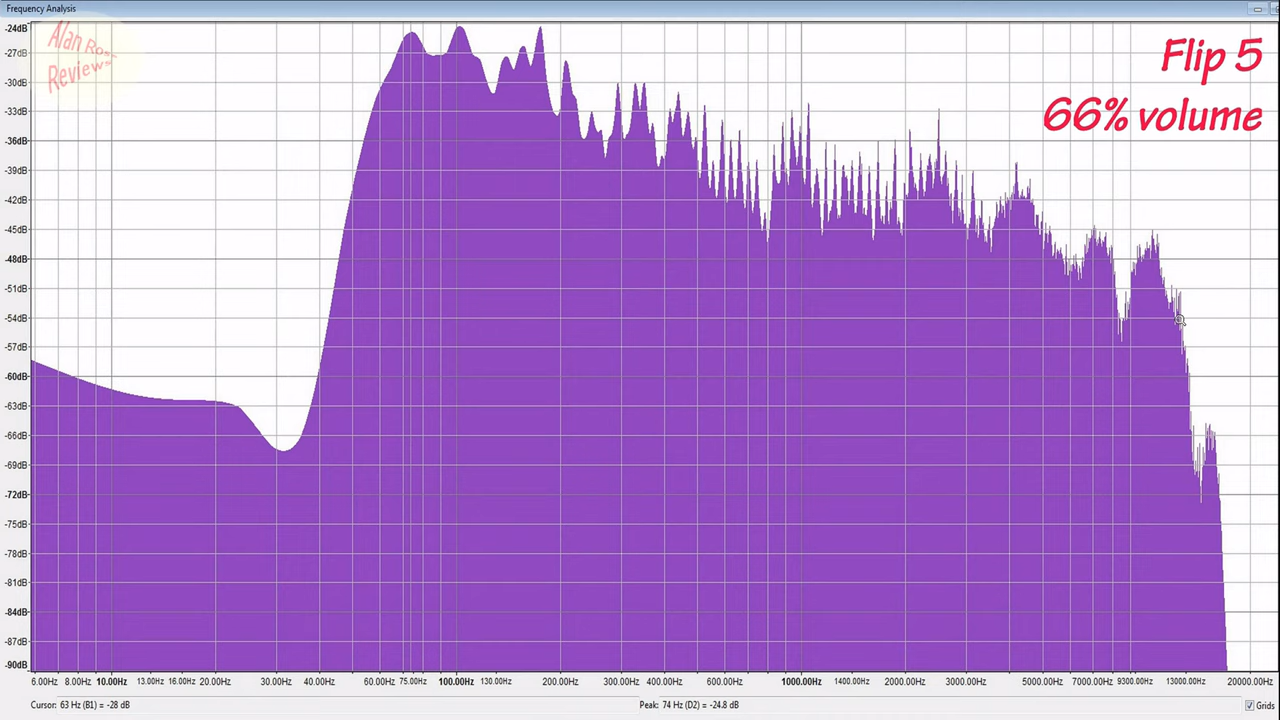 Frequency Analysis
Alan Ross
Reviews
Flip 5
66% volume
-24dB
-27dB
-30dB
-33dB
-36dB
-39dB
-42dB
-45dB
-48dB
-51dB
-54dB
-57dB
-60dB
-63dB
-66dB
-69dB
-72dB
-75dB
-78dB
-81dB
-84dB
-87dB
-90dB
6.00Hz 8.00Hz 10.00Hz 13.00Hz 16.00Hz 20.00Hz 30.00Hz 40.00Hz 60.00Hz 75.00Hz 100.00Hz 130.00Hz 200.00Hz 300.00Hz 400.00Hz 600.00Hz 1000.00Hz 1400.00Hz 2000.00Hz 3000.00Hz 5000.00Hz 7000.00Hz 9300.00Hz 13000.00Hz 20000.00Hz
Cursor: 63 Hz (B1) = -28 dB Peak: 74 Hz (D2) = -24.8 dB Grids